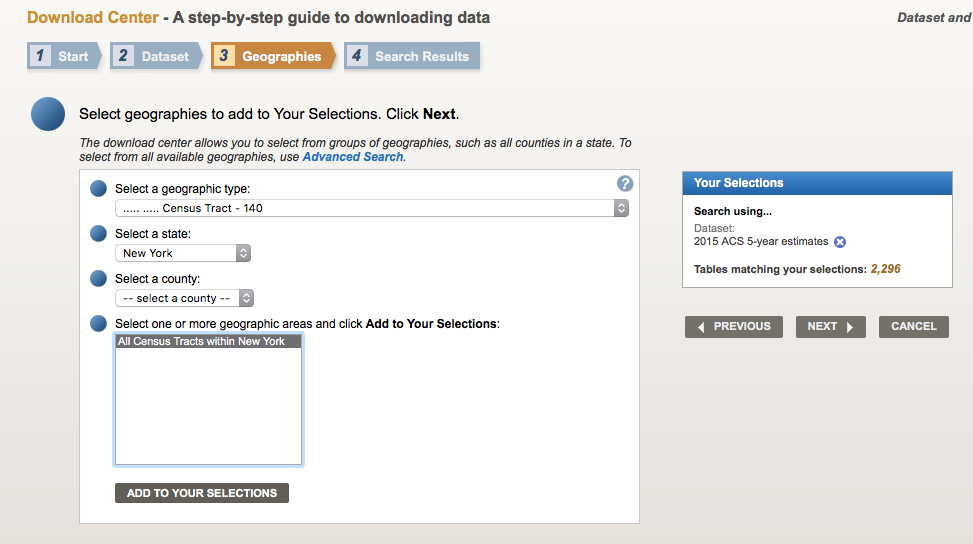 Download Center - A step-by-step guide to downloading data
Dataset and
1 Start 2 Dataset 3 Geographies 4 Search Results
Select geographies to add to Your Selections. Click Next.
The download center allows you to select from groups of geographies, such as all counties in a state. To
select from all available geographies, use Advanced Search.
Select a geographic type:
?
..... ..... Census Tract - 140
Select a state:
New York
Select a county:
-- select a county --
Select one or more geographic areas and click Add to Your Selections:
All Census Tracts within New York
ADD TO YOUR SELECTIONS
Your Selections
Search using...
Dataset:
2015 ACS 5-year estimates
Tables matching your selections: 2,296
PREVIOUS NEXT CANCEL